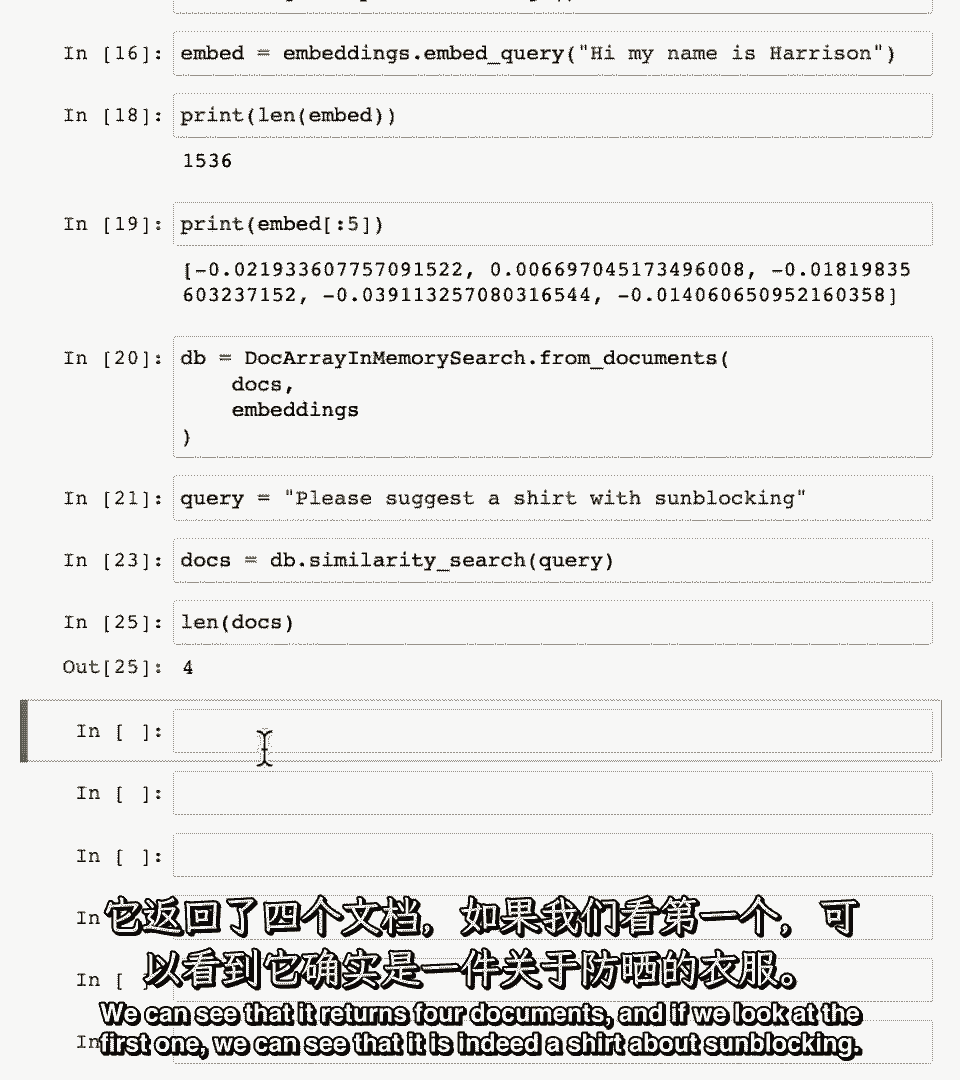 In [16]: embed = embeddings.embed_query("Hi my name is Harrison")
In [18]: print(len(embed))
1536
In [19]: print(embed[:5])
[-0.021933607757091522, 0.006697045173496008, -0.01819835
603237152, -0.039113257080316544, -0.014060650952160358]
In [20]: db = DocArrayInMemorySearch.from_documents(
docs,
embeddings
)
In [21]: query = "Please suggest a shirt with sunblocking"
In [23]: docs = db.similarity_search(query)
In [25]: len(docs)
Out[25]: 4
In [ ]:
In [ ]:
In [ ]:
In
它返回了四个文档，如果我们看第一个，可
In [
以看到它确实是一件关于防晒的衣服。
We can see that it returns four documents, and if we look at the
In
first one, we can see that it is indeed a shirt about sunblocking.